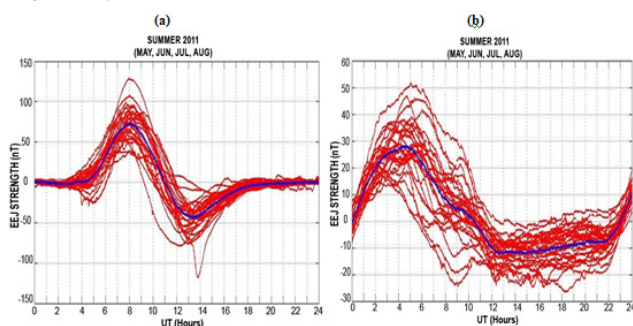 (a)
SUMMER 2011
(MAY, JUN, JUL, AUG)
150
100
50
0
-50
-100
-150
EEJ STRENGTH (nT)
0 2 4 6 8 10 12 14 16 18 20 22 24
UT (Hours)
(b)
SUMMER 2011
(MAY, JUN, JUL, AUG)
60
50
40
30
20
10
0
-10
-20
-30
EEJ STRENGTH (nT)
0 2 4 6 8 10 12 14 16 18 20 22 24
UT (Hours)